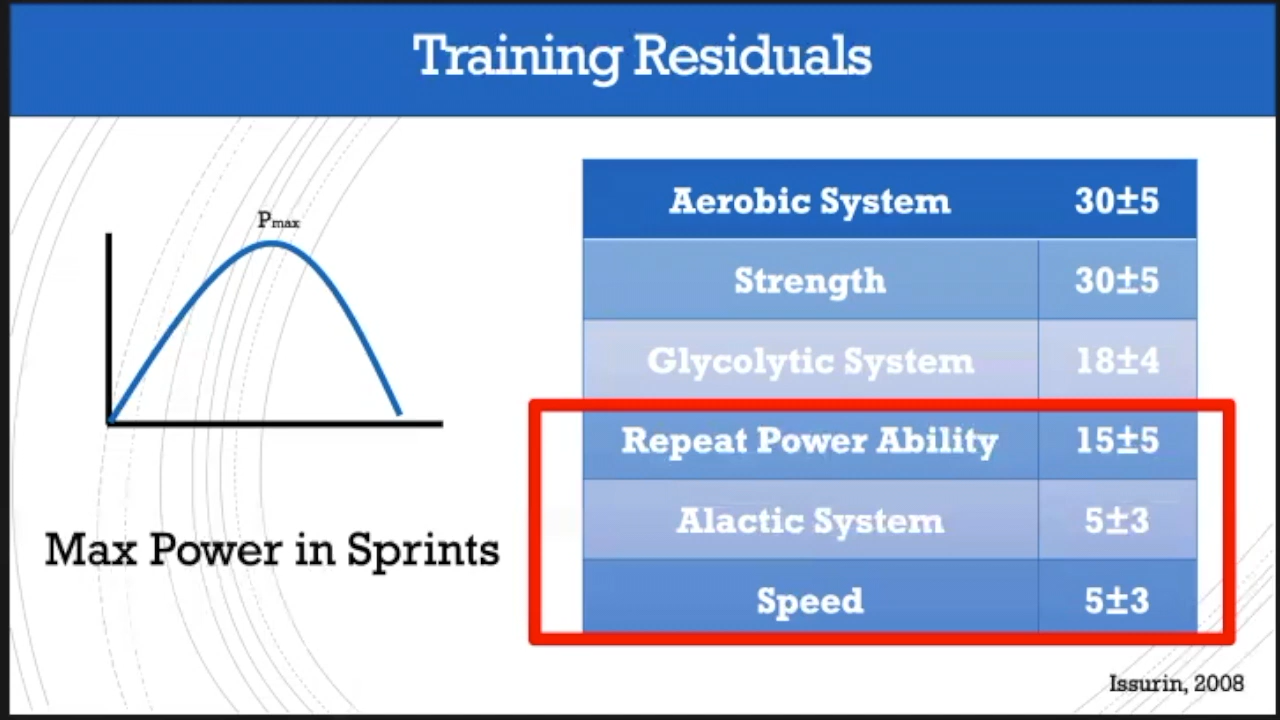 Training Residuals
Pmax
Max Power in Sprints
Aerobic System 30±5
Strength 30±5
Glycolytic System 18±4
Repeat Power Ability 15±5
Alactic System 5±3
Speed 5±3
Issurin, 2008